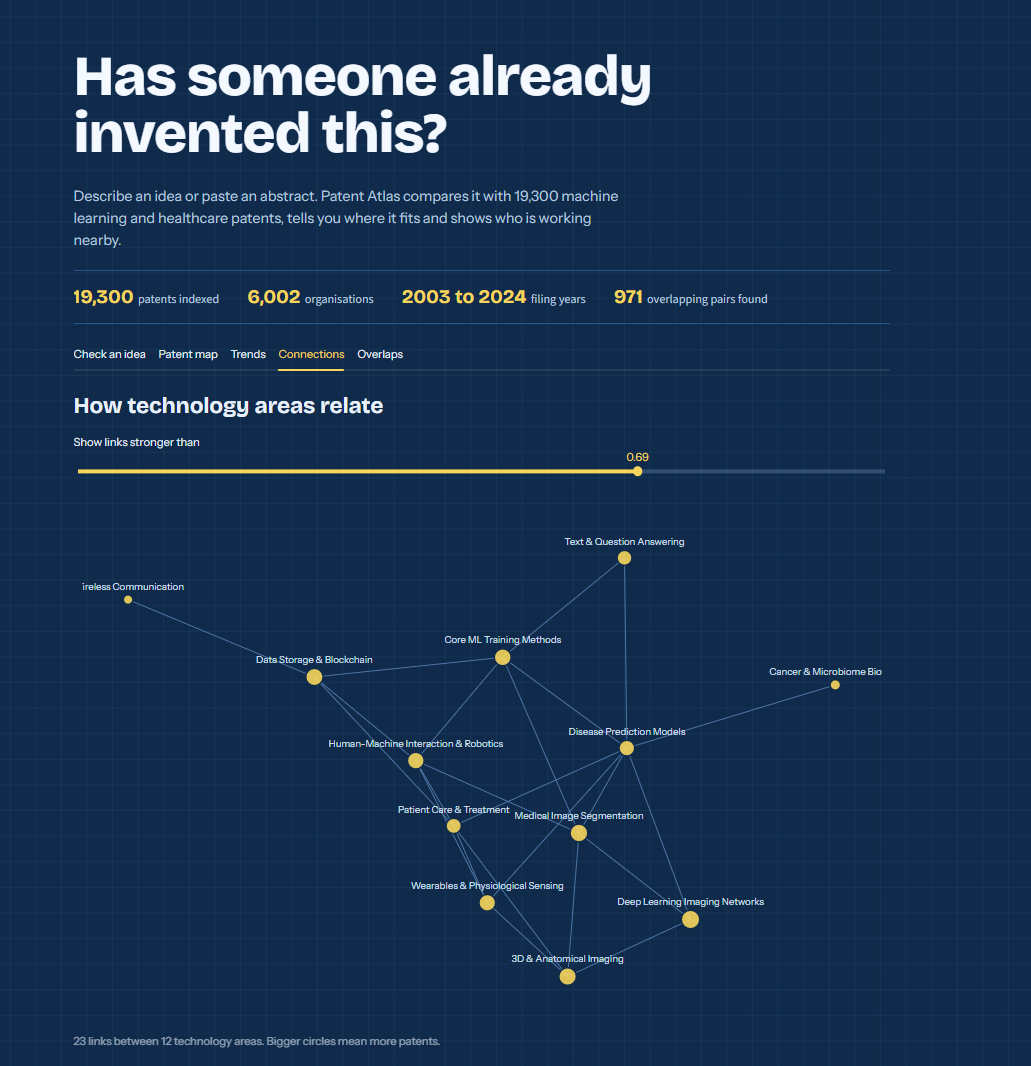 Has someone already
invented this?
Describe an idea or paste an abstract. Patent Atlas compares it with 19,300 machine
learning and healthcare patents, tells you where it fits and shows who is working
nearby.
19,300 patents indexed 6,002 organisations 2003 to 2024 filing years 971 overlapping pairs found
Check an idea Patent map Trends Connections Overlaps
How technology areas relate
Show links stronger than
0.69
Text & Question Answering
ireless Communication
Core ML Training Methods
Data Storage & Blockchain
Cancer & Microbiome Bio
Disease Prediction Models
Human-Machine Interaction & Robotics
Patient Care & Treatment
Medical Image Segmentation
Wearables & Physiological Sensing
Deep Learning Imaging Networks
3D & Anatomical Imaging
23 links between 12 technology areas. Bigger circles mean more patents.